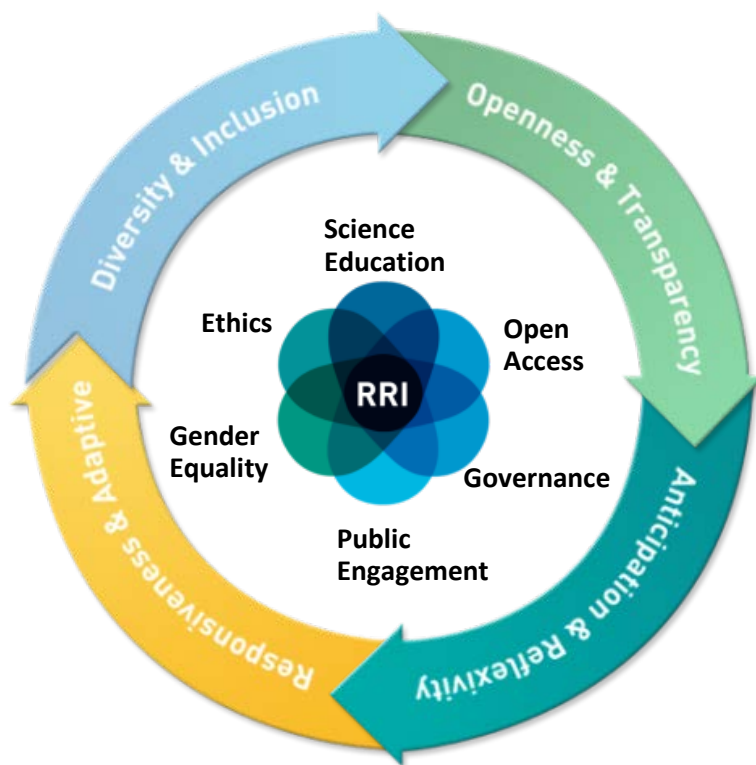 Diversity & Inclusion
Openness & Transparency
Anticipation & Reflexivity
Responsiveness & Adaptive
Science
Education
Ethics
Open
Access
RRI
Gender
Equality
Governance
Public
Engagement